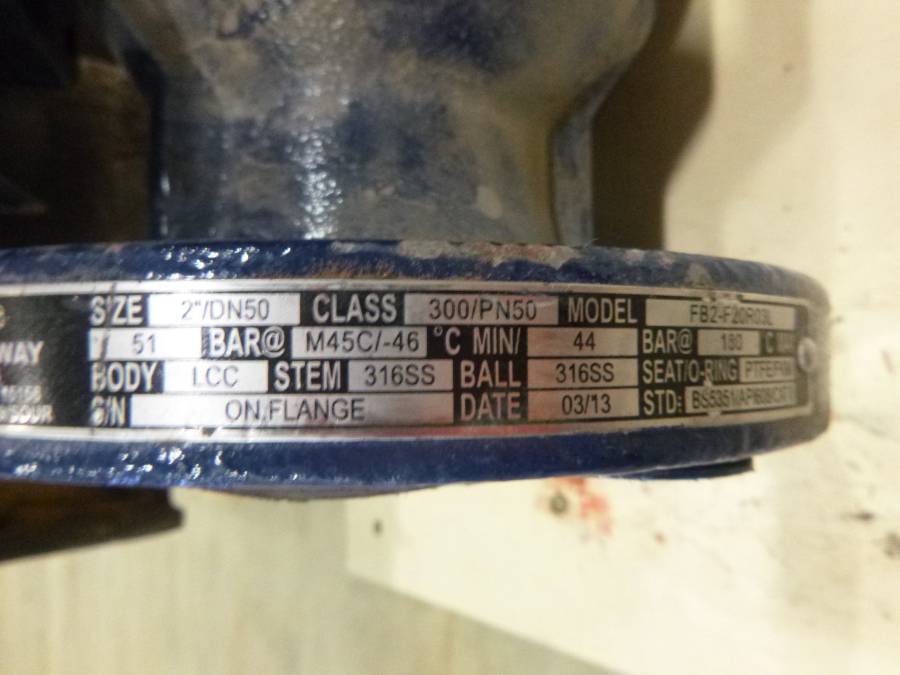 SIZE 2"/DN50 CLASS 300/PN50 MODEL FB2-F20R03L
WAY 51 BAR@ M45C/-46 °C MIN/ 44 BAR@ 180 C
BODY LCC STEM 316SS BALL 316SS SEAT/O-RING
S/N ON.FLANGE DATE 03/13 STD: